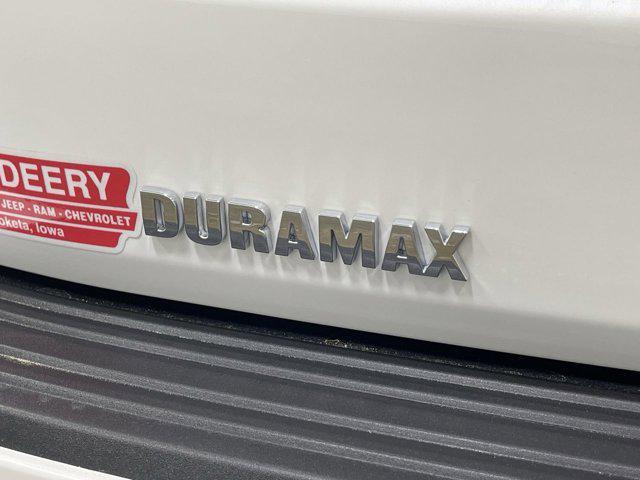 DEERY
JEEP - RAM - CHEVROLET
Iowa
DURAMAX